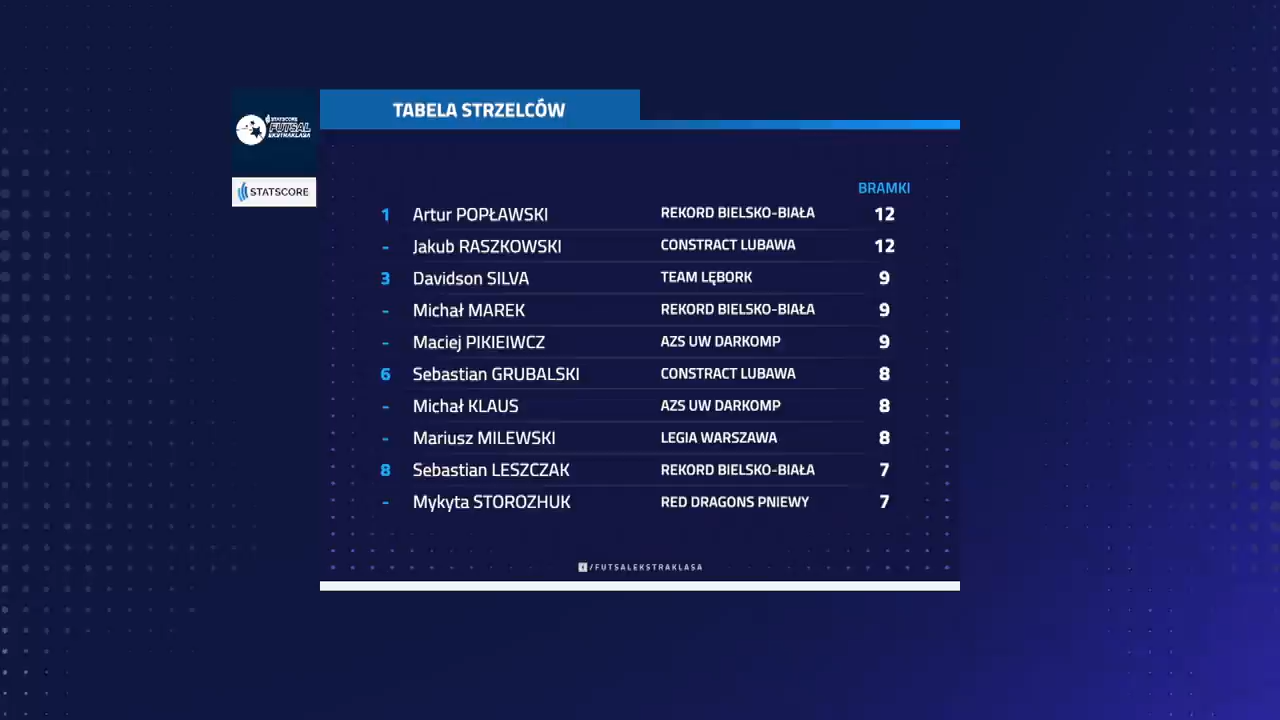 TABELA STRZELCÓW
STATSCORE
FUTSAL
EKSTRAKLASA
STATSCORE
BRAMKI
1 Artur POPŁAWSKI REKORD BIELSKO-BIAŁA 12
- Jakub RASZKOWSKI CONSTRACT LUBAWA 12
3 Davidson SILVA TEAM LĘBORK 9
- Michał MAREK REKORD BIELSKO-BIAŁA 9
- Maciej PIKIEIWCZ AZS UW DARKOMP 9
6 Sebastian GRUBALSKI CONSTRACT LUBAWA 8
- Michał KLAUS AZS UW DARKOMP 8
- Mariusz MILEWSKI LEGIA WARSZAWA 8
8 Sebastian LESZCZAK REKORD BIELSKO-BIAŁA 7
- Mykyta STOROZHUK RED DRAGONS PNIEWY 7
/FUTSALEKSTRAKLASA